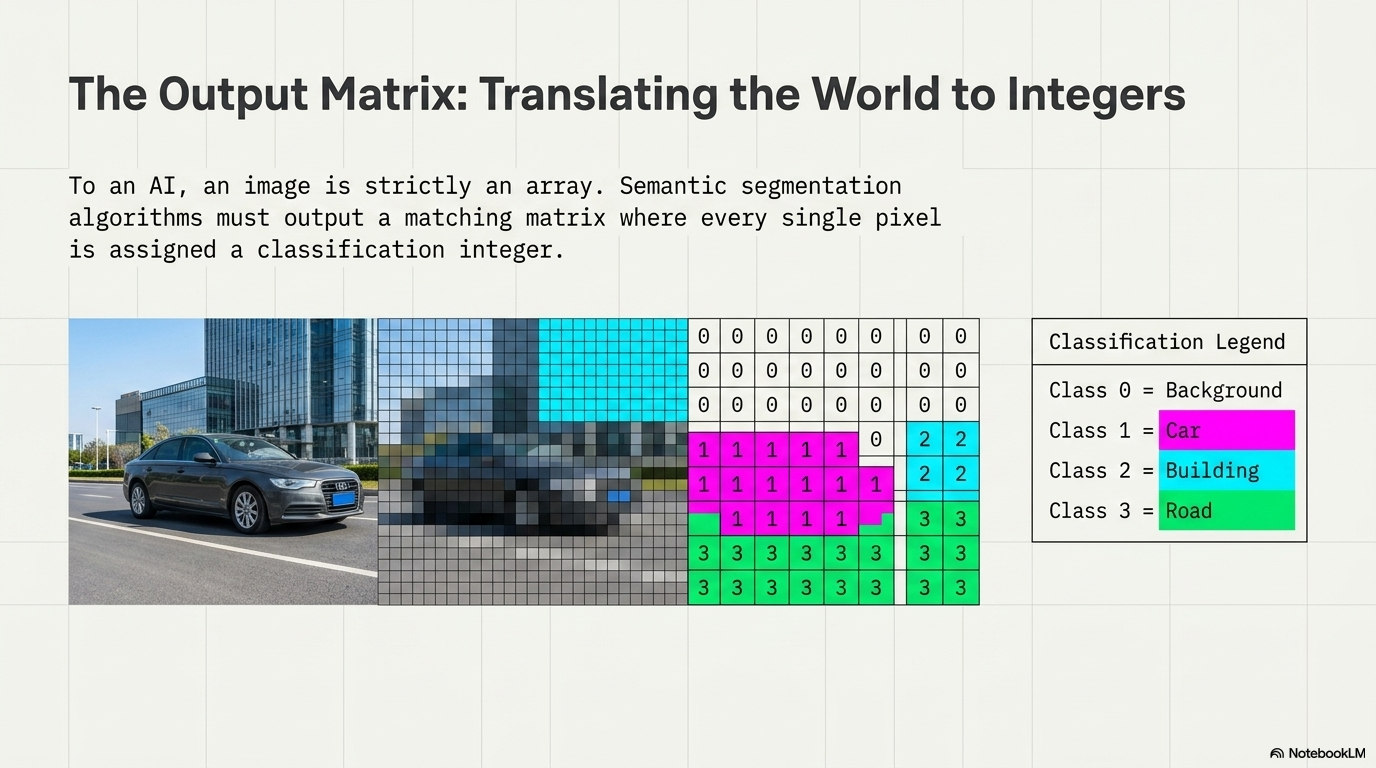 The Output Matrix: Translating the World to Integers
To an AI, an image is strictly an array. Semantic segmentation
algorithms must output a matching matrix where every single pixel
is assigned a classification integer.
0 0 0 0 0 0 0 0
0 0 0 0 0 0 0 0
0 0 0 0 0 0 0 0
1 1 1 1 1 0 2 2
1 1 1 1 1 1 2 2
1 1 1 1 3 3
3 3 3 3 3 3 3 3
3 3 3 3 3 3 3 3
Classification Legend
Class 0 = Background
Class 1 = Car
Class 2 = Building
Class 3 = Road
NotebookLM